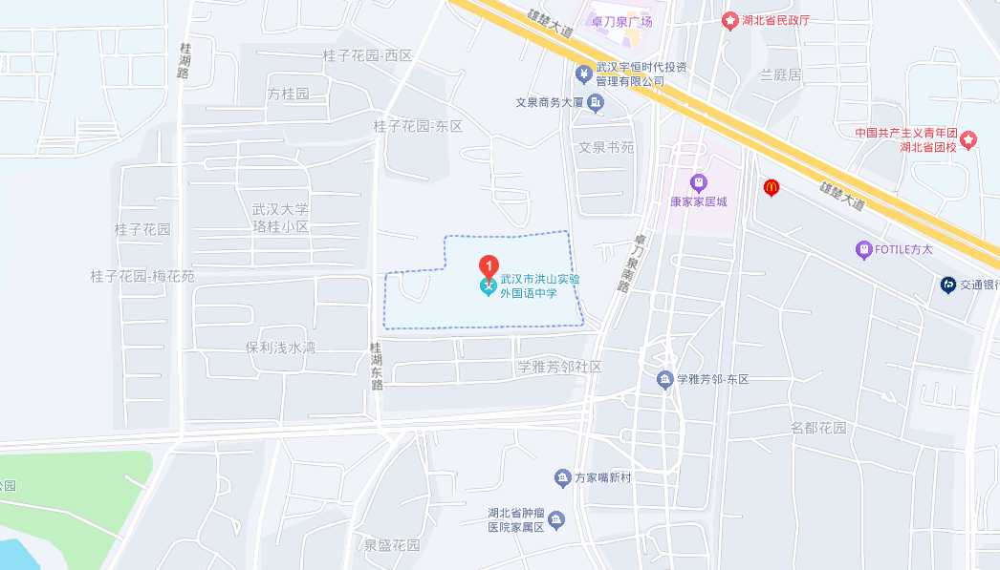 雄楚大道
卓刀泉广场
湖北省民政厅
桂湖路
桂子花园-西区
武汉宇恒时代投资
管理有限公司
兰庭居
方桂园
文泉商务大厦
桂子花园-东区
中国共产主义青年团
湖北省团校
文泉书苑
康家家居城
雄楚大道
武汉大学
珞桂小区
桂子花园
卓刀泉南路
FOTILE方太
桂子花园-梅花苑
1
武汉市洪山实验
外国语中学
交通银行
保利浅水湾
桂湖东路
学雅芳邻社区
学雅芳邻-东区
名都花园
公园
方家嘴新村
湖北省肿瘤
医院家属区
泉盛花园